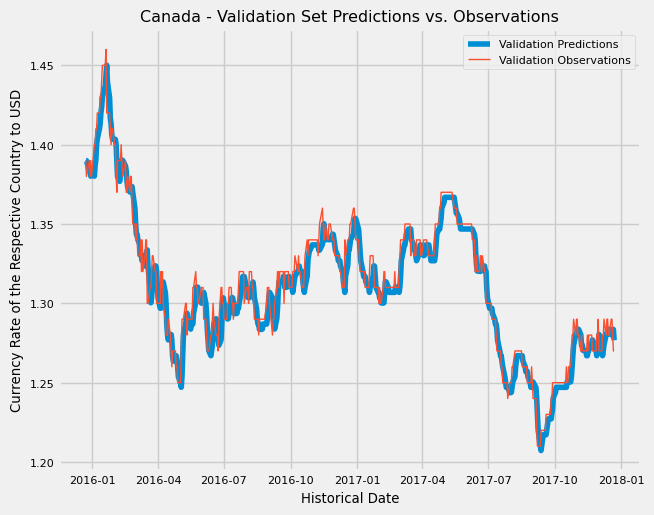 Canada - Validation Set Predictions vs. Observations
Validation Predictions
Validation Observations
Currency Rate of the Respective Country to USD
1.45
1.40
1.35
1.30
1.25
1.20
2016-01 2016-04 2016-07 2016-10 2017-01 2017-04 2017-07 2017-10 2018-01
Historical Date